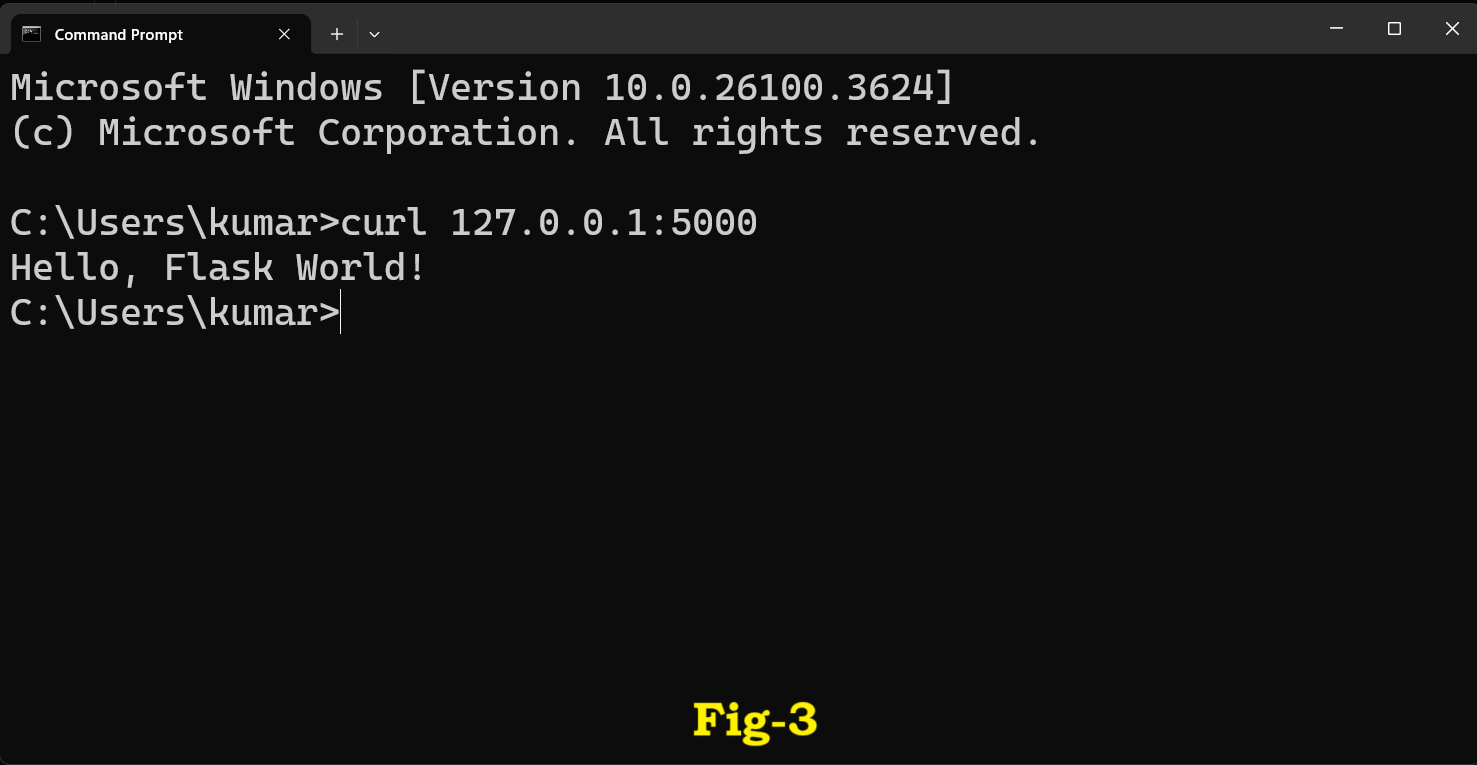 Command Prompt
Microsoft Windows [Version 10.0.26100.3624]
(c) Microsoft Corporation. All rights reserved.
C:\Users\kumar>curl 127.0.0.1:5000
Hello, Flask World!
C:\Users\kumar>
Fig-3